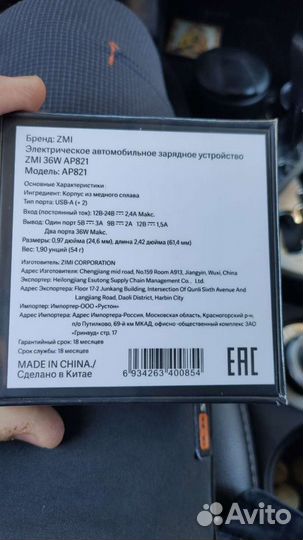 Бренд: ZMI
Электрическое автомобильное зарядное устройство
ZMI 36W AP821
Модель: AP821
Основные Характеристики :
Ингредиент: Корпус из медного сплава
Тип порта: USB-A (* 2)
Вход (постоянный ток): 12В-24В⎓2,4А Макс.
Вывод: Один порт 5В⎓3А 9В⎓2А 12В⎓1,5А
Два порта 36W Макс.
Размеры: 0,97 дюйма (24,6 мм), длина 2,42 дюйма (61,4 мм)
Вес: 1,90 унций (54 г)
Изготовитель: ZIMI CORPORATION
Адрес Изготовителя: Chengjiang mid road, No.159 Room A913, Jiangyin, Wuxi, China
Экспортер: Heilongjiang Esutong Supply Chain Management Co., Ltd.
Адрес Экспортера: Floor 17-2 Jundkang Building, Intersection Of Qunli Sixth Avenue And
Langjiang Road, Daoli District, Harbin City
Импортер: Импортер-ООО «Рустон»
Адрес Импортера: Адрес Импортера-Россия, Московская область, Красногорский р-н,
п/о Путилково, 69-й км МКАД, офисно -общественный комплекс ЗАО
«Гринвуд» стр. 17
Гарантийный срок: 18 месяцев
Срок службы: 18 месяцев
MADE IN CHINA./
Сделано в Китае
6 934263 400854
EAC
Avito